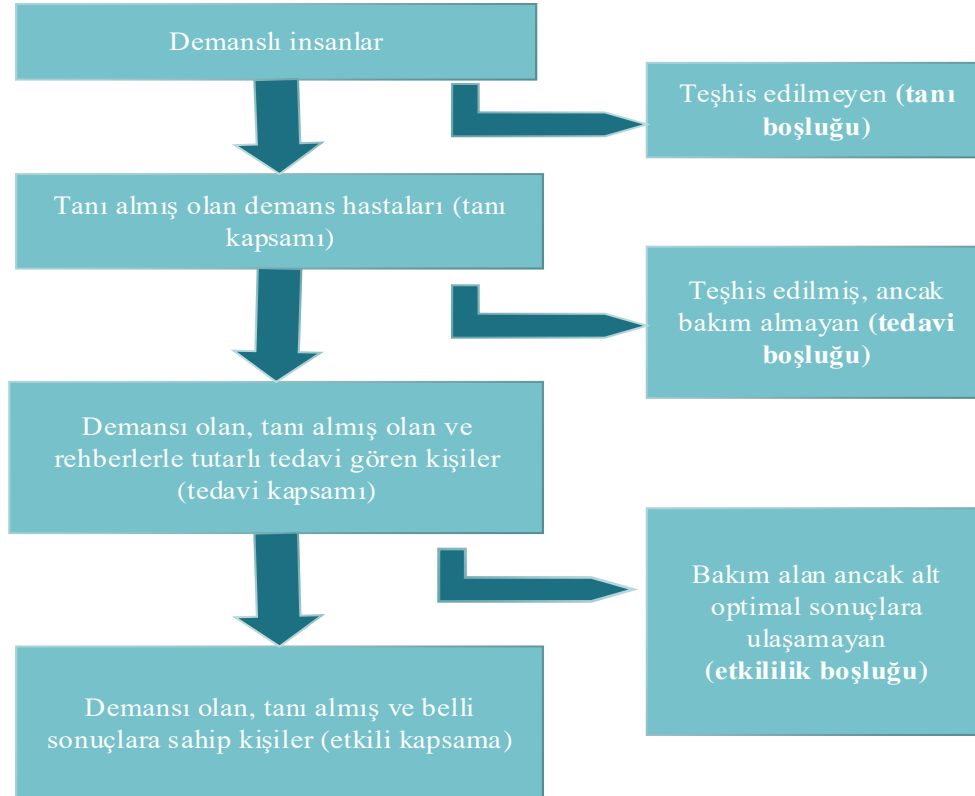 Demanslı insanlar
Teşhis edilmeyen (tanı
boşluğu)
Tanı almış olan demans hastaları (tanı
kapsamı)
Teşhis edilmiş, ancak
bakım almayan (tedavi
boşluğu)
Demansı olan, tanı almış olan ve
rehberlerle tutarlı tedavi gören kişiler
(tedavi kapsamı)
Bakım alan ancak alt
optimal sonuçlara
ulaşamayan
(etkililik boşluğu)
Demansı olan, tanı almış ve belli
sonuçlara sahip kişiler (etkili kapsama)